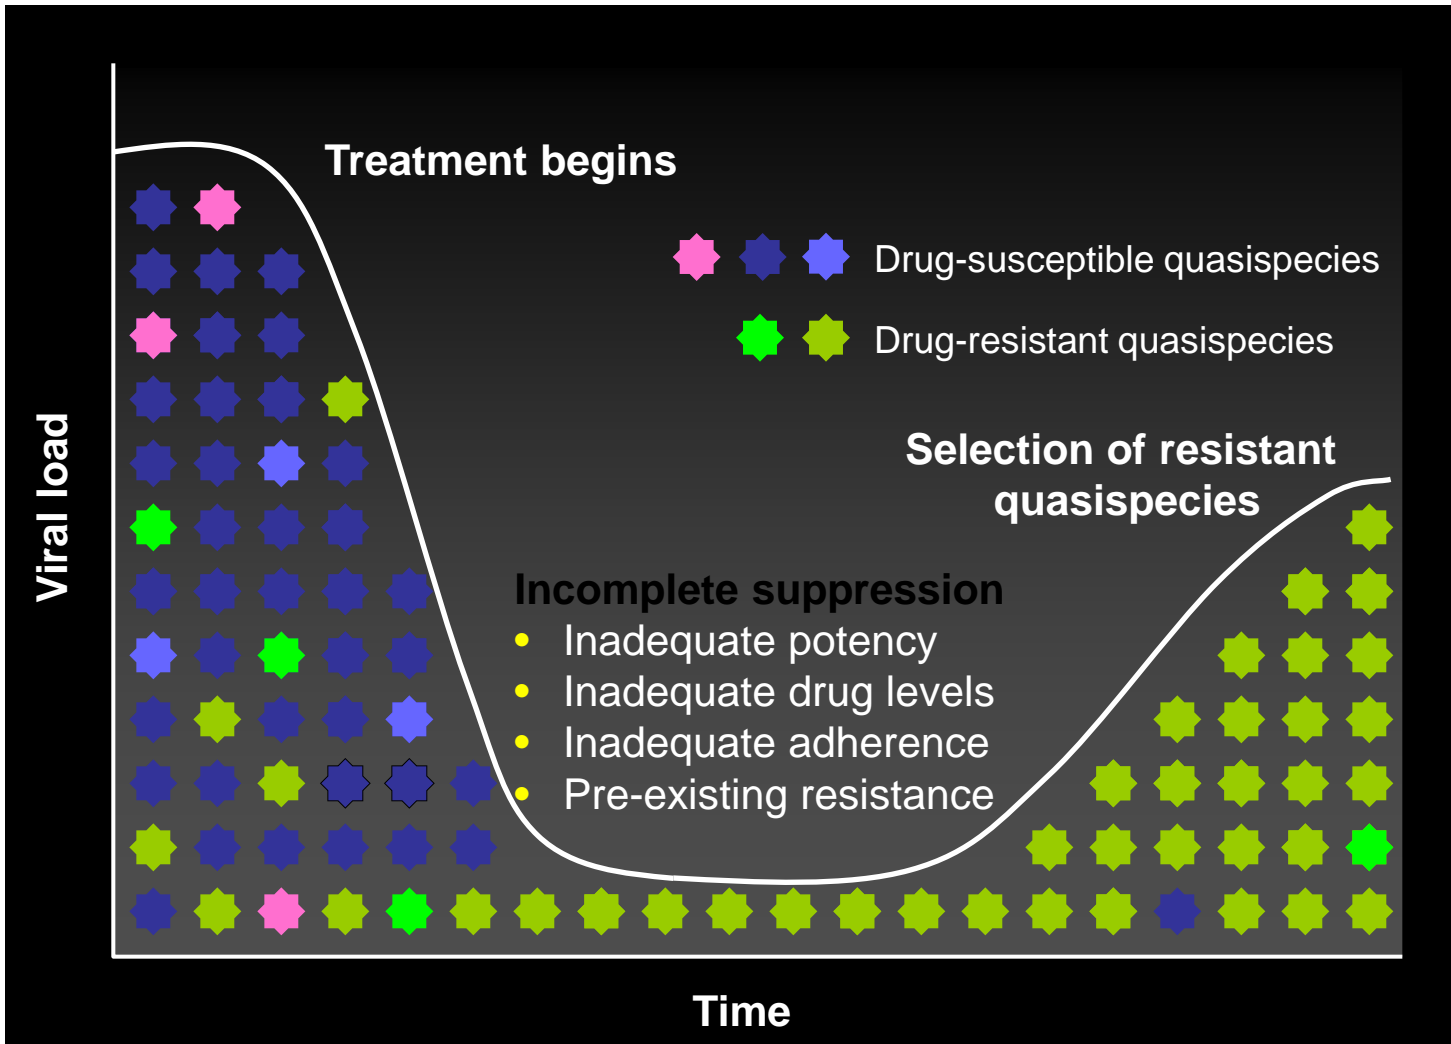 Treatment begins
Drug-susceptible quasispecies
Drug-resistant quasispecies
Selection of resistant
quasispecies
Viral load
Incomplete suppression
• Inadequate potency
• Inadequate drug levels
• Inadequate adherence
• Pre-existing resistance
Time